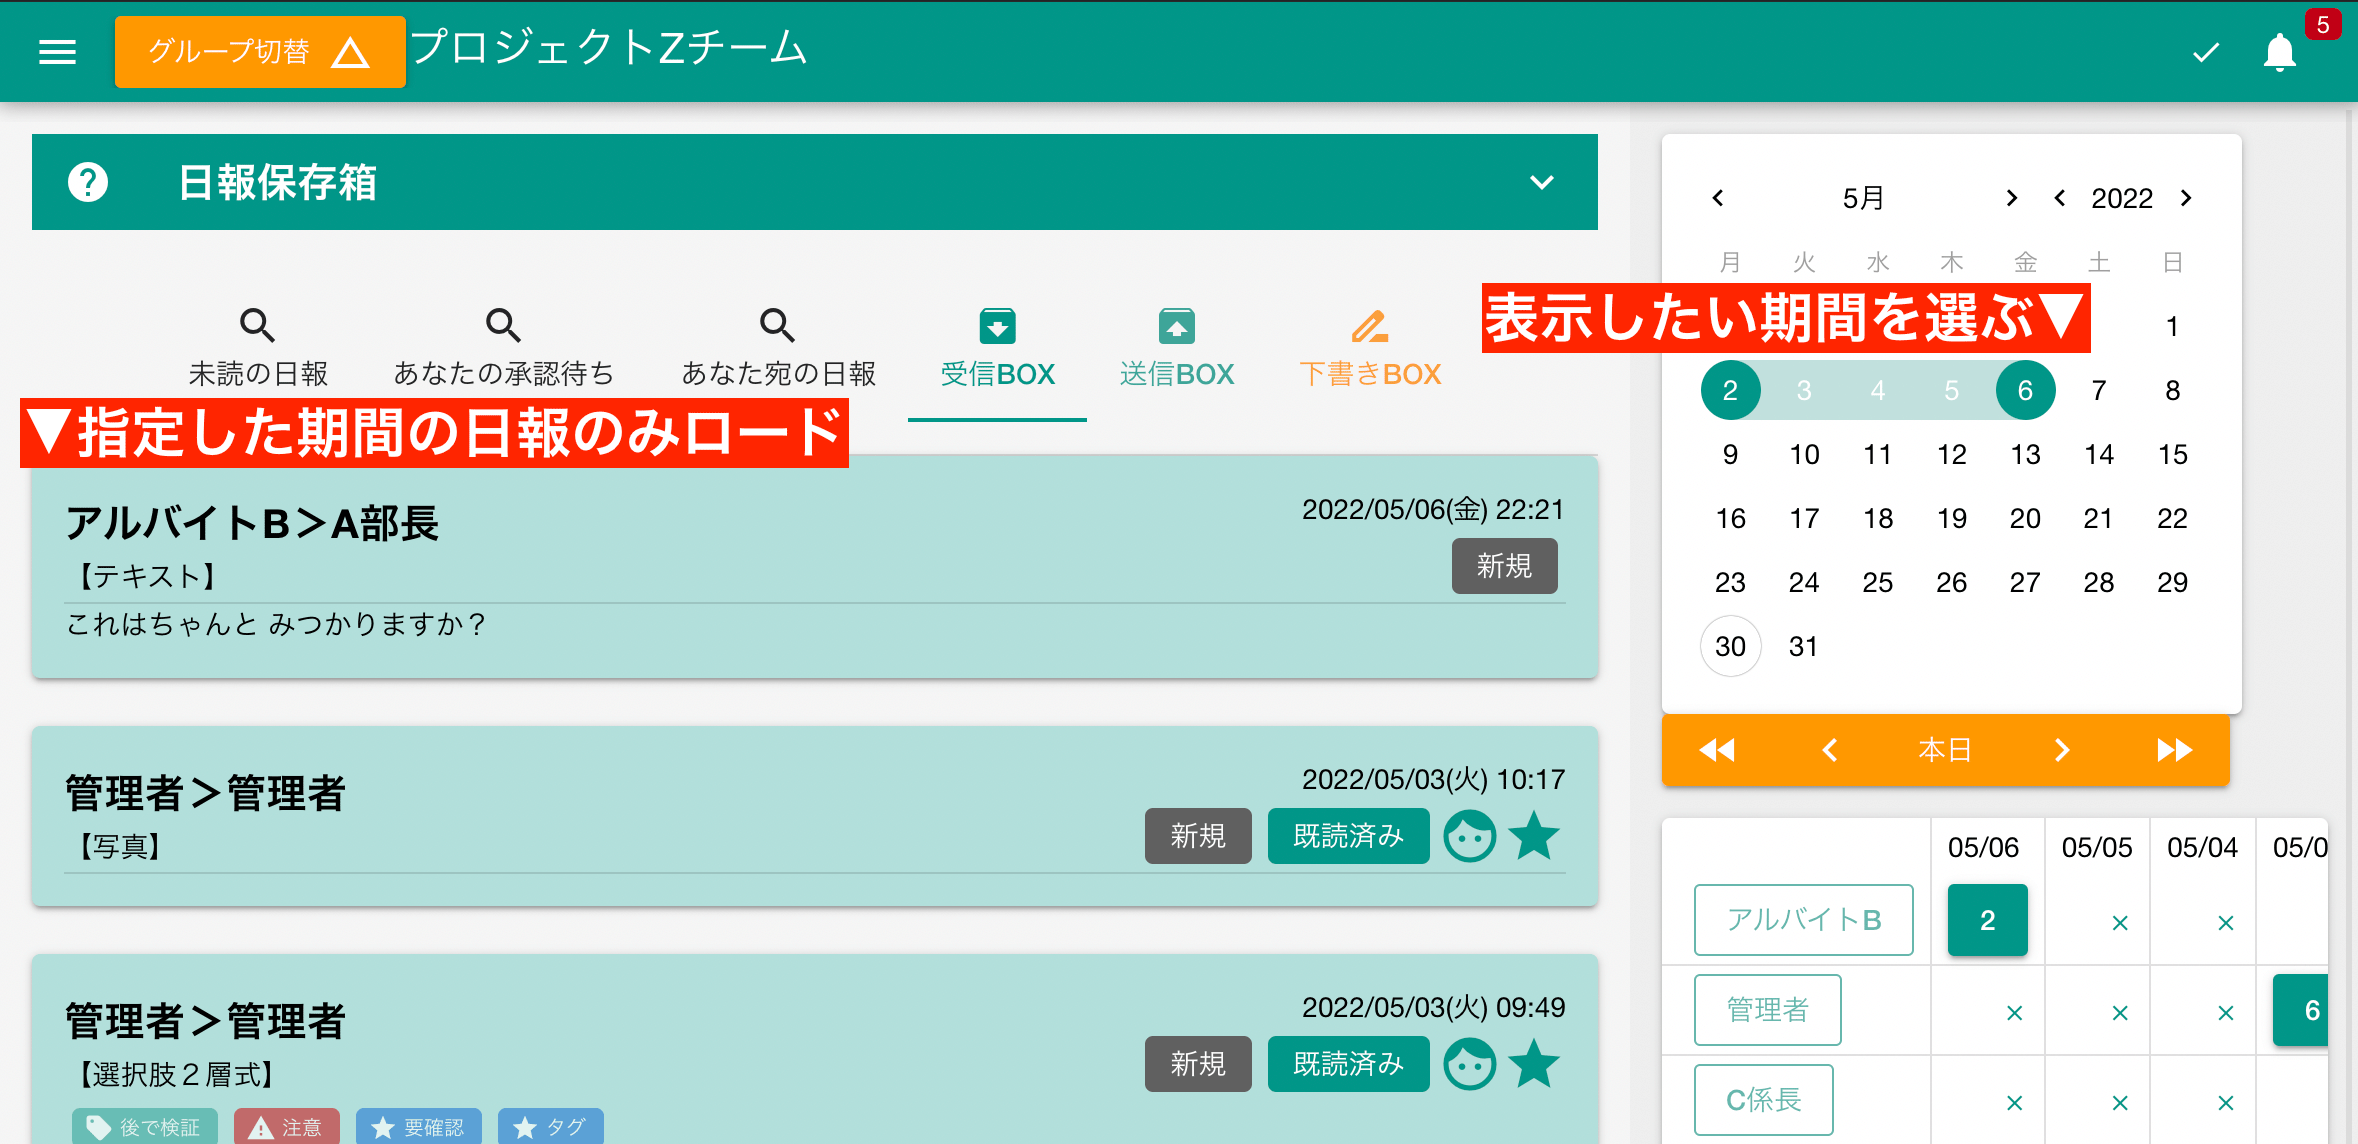 グループ切替
プロジェクトZチーム
5
日報保存箱
未読の日報
あなたの承認待ち
あなた宛の日報
受信BOX
送信BOX
下書きBOX
▼指定した期間の日報のみロード
アルバイトB＞A部長
2022/05/06(金) 22:21
【テキスト】
新規
これはちゃんと みつかりますか？
管理者＞管理者
2022/05/03(火) 10:17
【写真】
新規
既読済み
管理者＞管理者
2022/05/03(火) 09:49
【選択肢２層式】
新規
既読済み
後で検証
注意
要確認
タグ
5月
2022
月 火 水 木 金 土 日
表示したい期間を選ぶ▼
1
2 3 4 5 6 7 8
9 10 11 12 13 14 15
16 17 18 19 20 21 22
23 24 25 26 27 28 29
30 31
本日
05/06 05/05 05/04 05/0
アルバイトB 2 × ×
管理者 × × × 6
C係長 × × ×